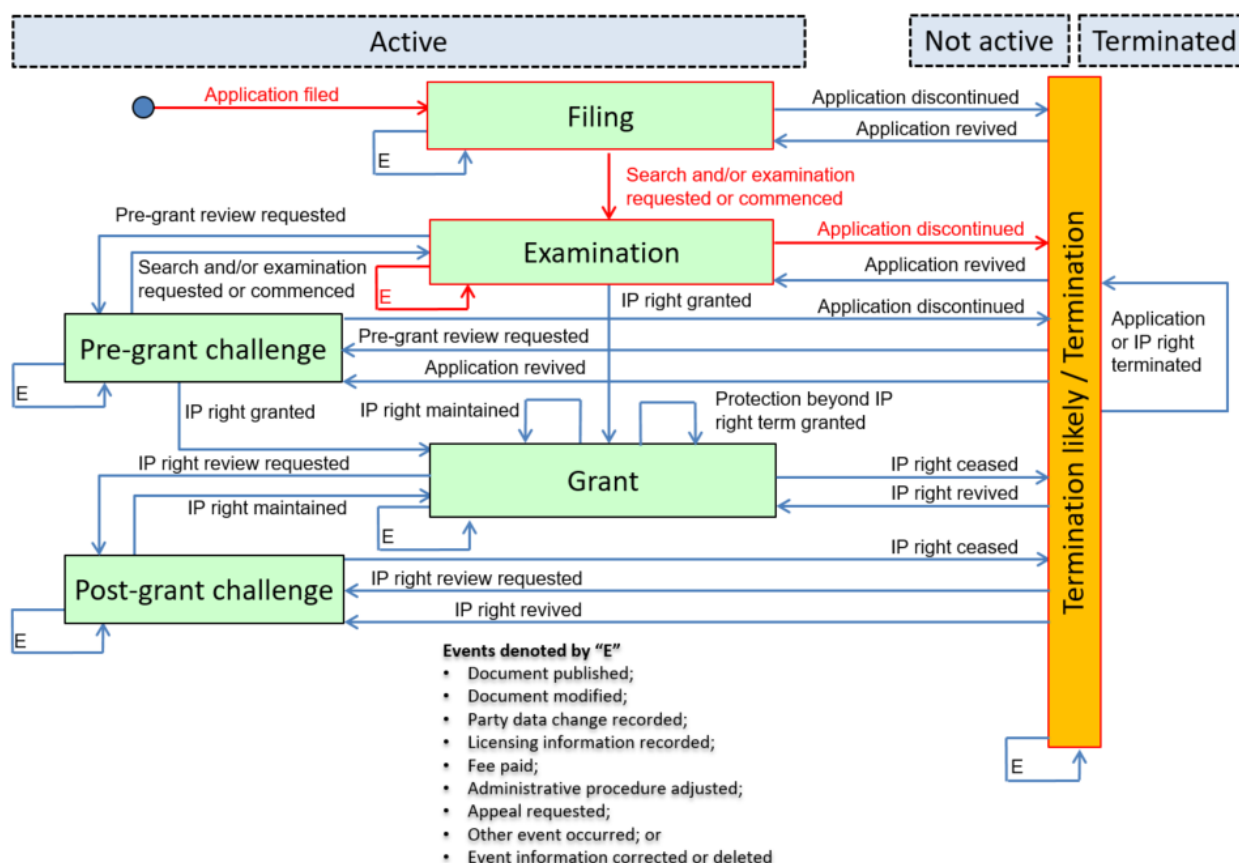 Active
Not active
Terminated
Application filed
Filing
Application discontinued
Application revived
E
Search and/or examination
requested or commenced
Pre-grant review requested
Examination
Application discontinued
Search and/or examination
requested or commenced
E
Application revived
IP right granted
Application discontinued
Pre-grant challenge
Pre-grant review requested
Application revived
E
Application
or IP right
terminated
IP right granted
IP right maintained
Protection beyond IP
right term granted
IP right review requested
Grant
IP right ceased
IP right revived
IP right maintained
E
IP right ceased
Post-grant challenge
IP right review requested
IP right revived
E
Termination likely / Termination
E
Events denoted by “E”
• Document published;
• Document modified;
• Party data change recorded;
• Licensing information recorded;
• Fee paid;
• Administrative procedure adjusted;
• Appeal requested;
• Other event occurred; or
• Event information corrected or deleted